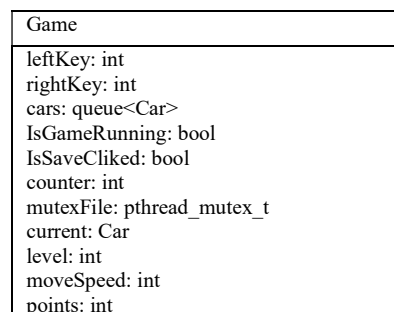 Game
leftKey: int
rightKey: int
cars: queue<Car>
IsGameRunning: bool
IsSaveCliked: bool
counter: int
mutexFile: pthread_mutex_t
current: Car
level: int
moveSpeed: int
points: int